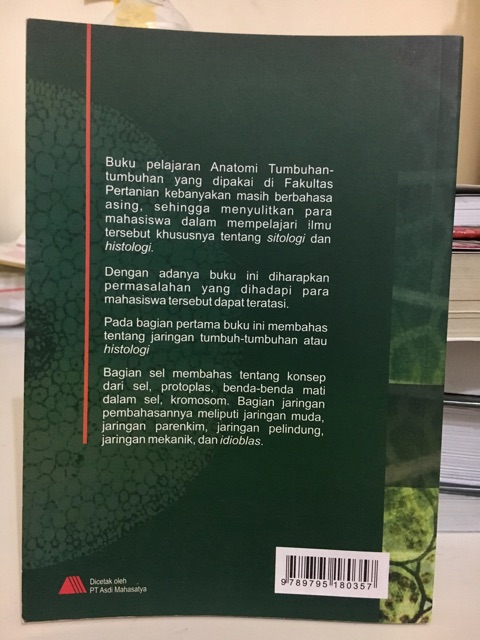 Buku pelajaran Anatomi Tumbuhan-
tumbuhan yang dipakai di Fakultas
Pertanian kebanyakan masih berbahasa
asing, sehingga menyulitkan para
mahasiswa dalam mempelajari ilmu
tersebut khususnya tentang sitologi dan
histologi.
Dengan adanya buku ini diharapkan
permasalahan yang dihadapi para
mahasiswa tersebut dapat teratasi.
Pada bagian pertama buku ini membahas
tentang jaringan tumbuh-tumbuhan atau
histologi
Bagian sel membahas tentang konsep
dari sel, protoplas, benda-benda mati
dalam sel, kromosom. Bagian jaringan
pembahasannya meliputi jaringan muda,
jaringan parenkim, jaringan pelindung,
jaringan mekanik, dan idioblas.
Dicetak oleh
PT Asdi Mahasatya
9 789795 180357